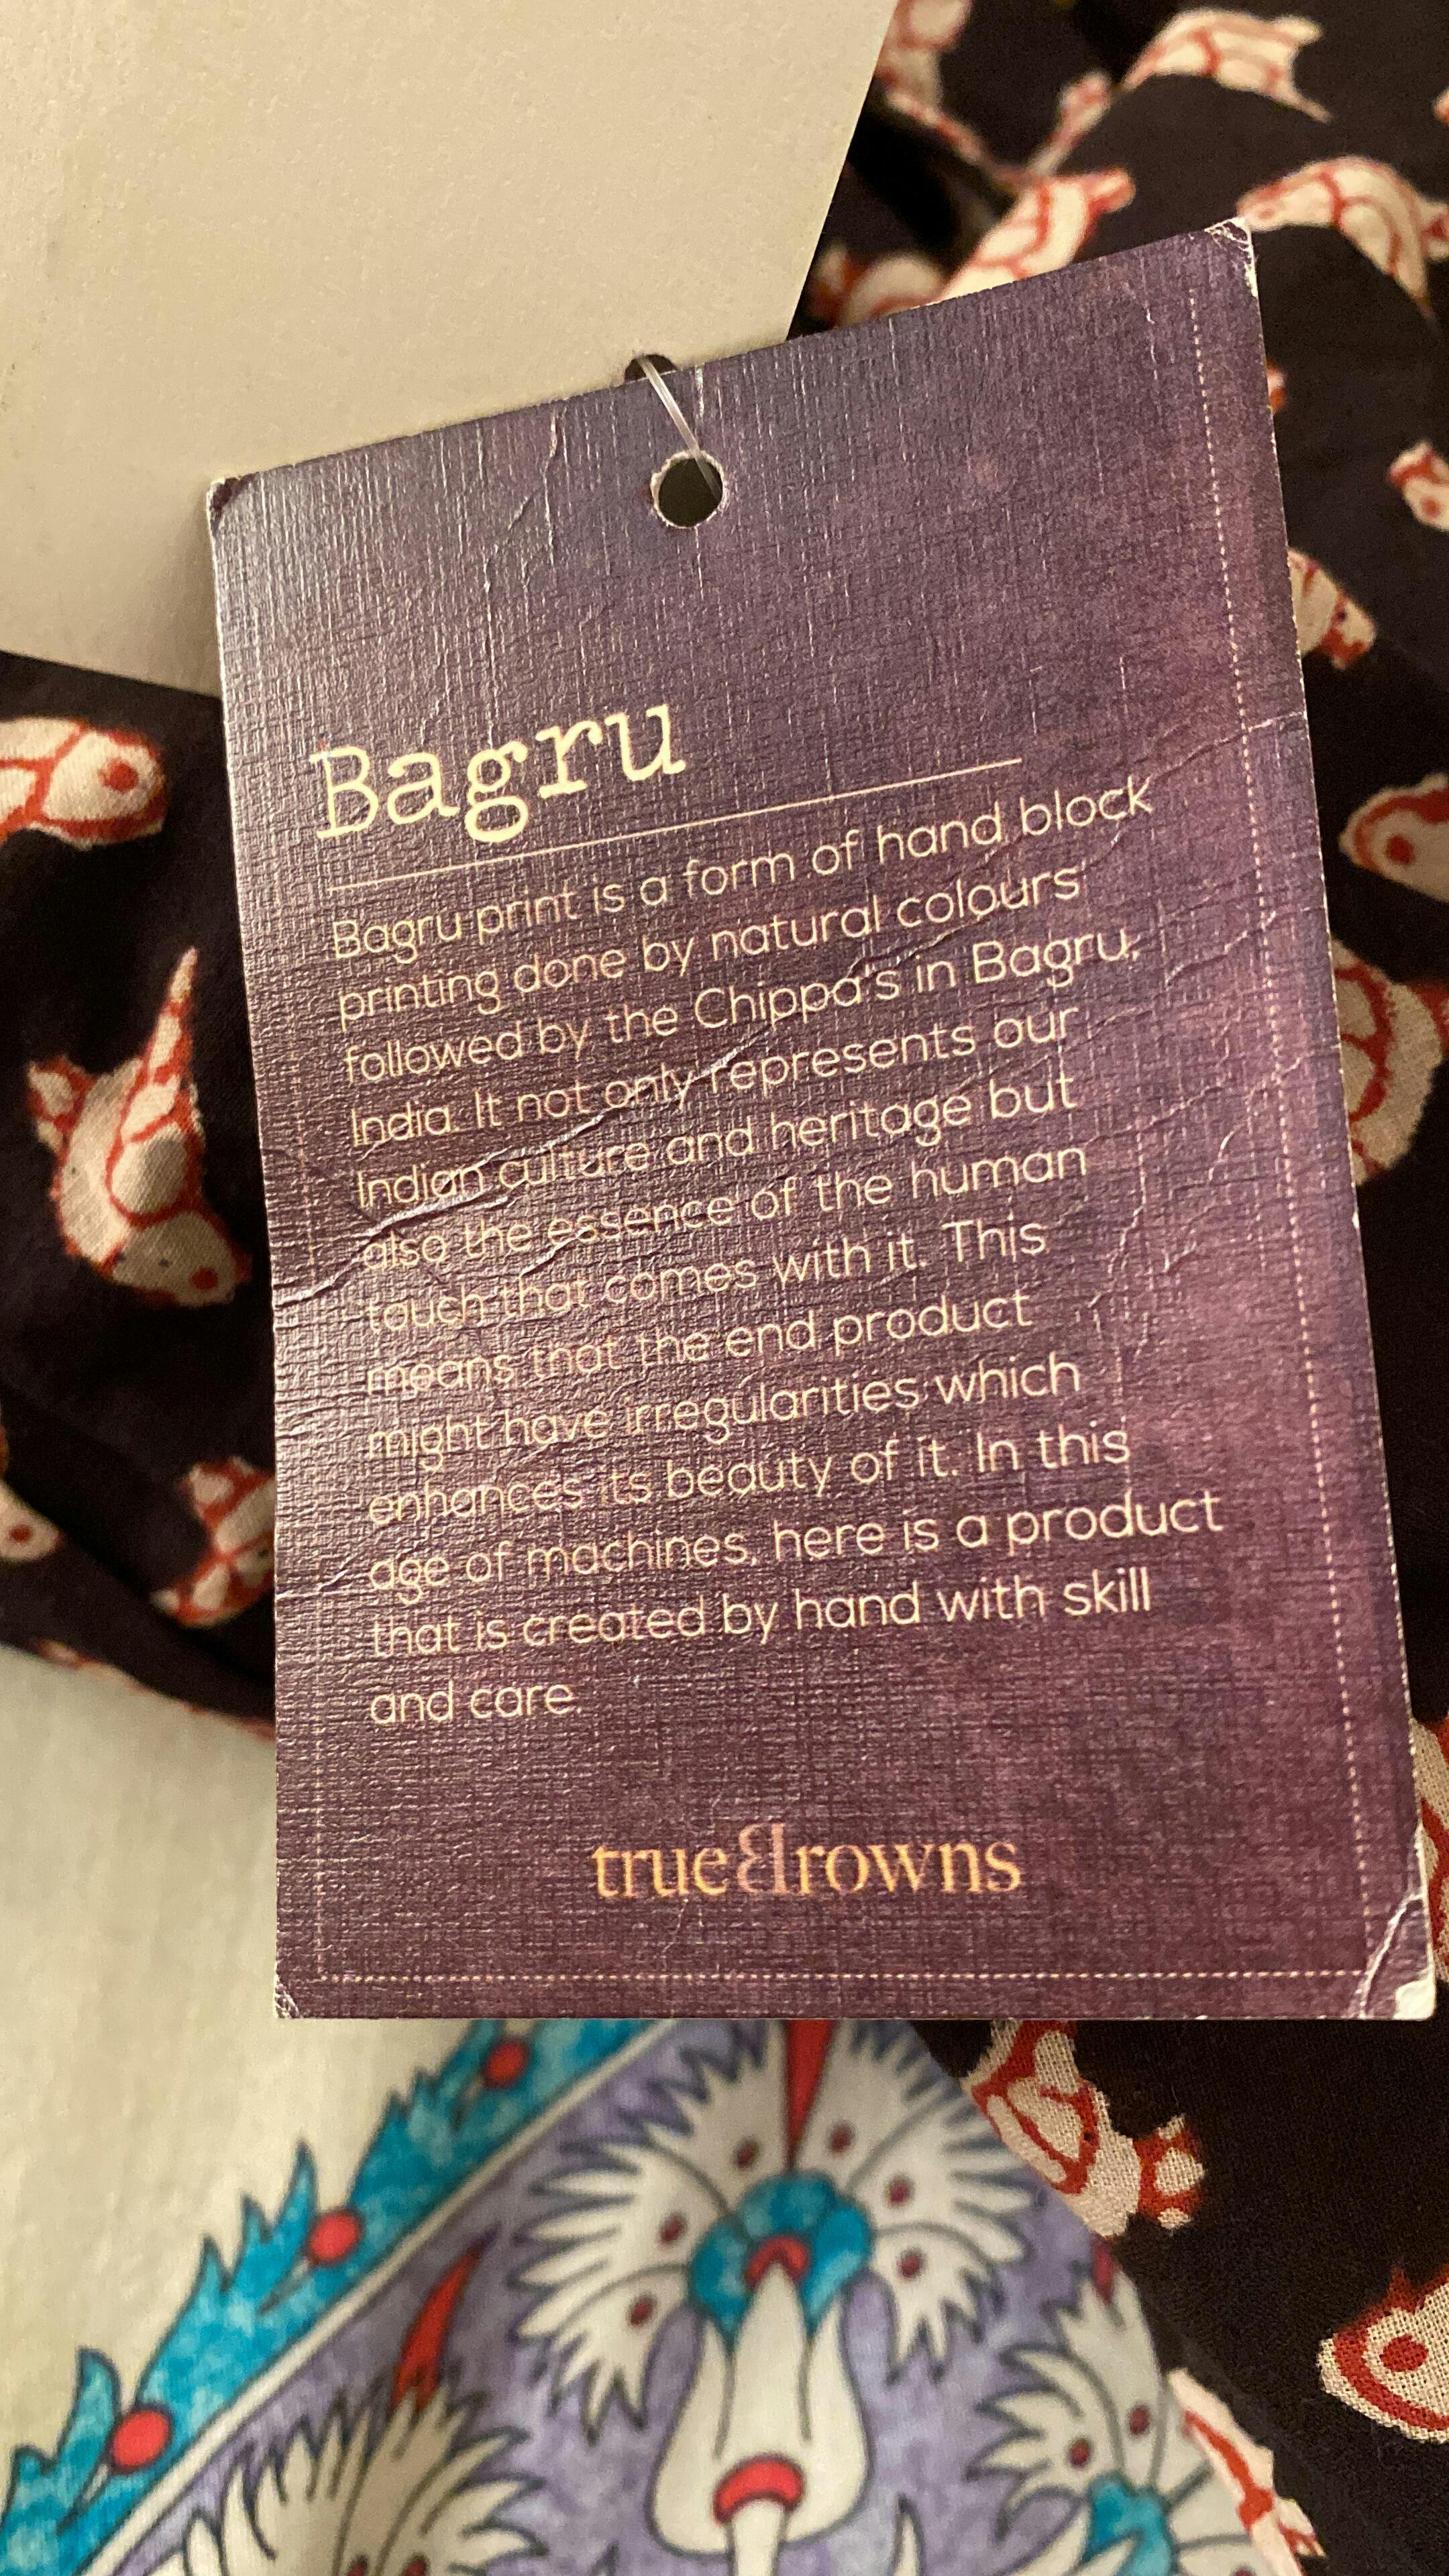 Bagru
Bagru print is a form of hand block
printing done by natural colours
followed by the Chippa's in Bagru,
India. It not only represents our
Indian culture and heritage but
also the essence of the human
touch that comes with it. This
means that the end product
might have irregularities which
enhances its beauty of it. In this
age of machines, here is a product
that is created by hand with skill
and care.
trueBrowns